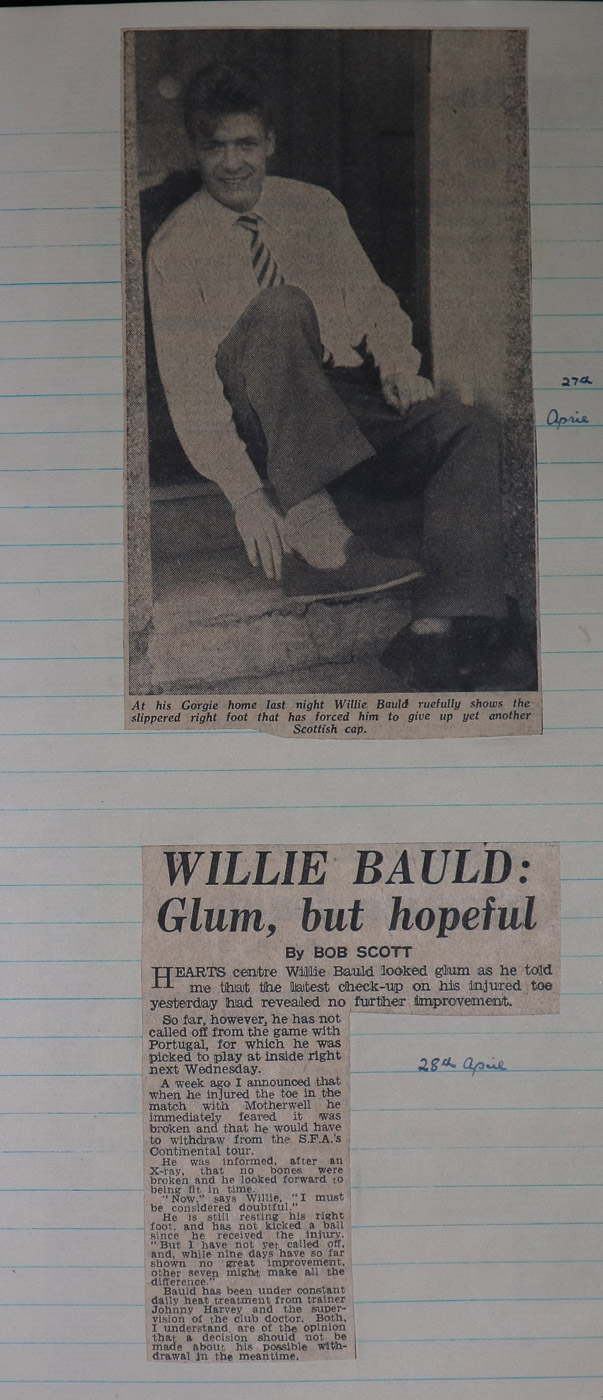 27th
April
At his Gorgie home last night Willie Bauld ruefully shows the
slippered right foot that has forced him to give up yet another
Scottish cap.
WILLIE BAULD:
Glum, but hopeful
By BOB SCOTT
HEARTS centre Willie Bauld looked glum as he told
me that the latest check-up on his injured toe
yesterday had revealed no further improvement.
So far, however, he has not
called off from the game with
Portugal, for which he was
picked to play at inside right
next Wednesday.
28th April
A week ago I announced that
when he injured the toe in the
match with Motherwell he
immediately feared it was
broken and that he would have
to withdraw from the S.F.A.'s
Continental tour.
He was informed, after an
X-ray, that no bones were
broken and he looked forward to
being fit in time.
"Now," says Willie, "I must
be considered doubtful."
He is still resting his right
foot, and has not kicked a ball
since he received the injury.
"But I have not yet called off,
and, while nine days have so far
shown no great improvement,
other seven might make all the
difference."
Bauld has been under constant
daily heat treatment from trainer
Johnny Harvey and the super-
vision of the club doctor. Both,
I understand, are of the opinion
that a decision should not be
made about his possible with-
drawal in the meantime.